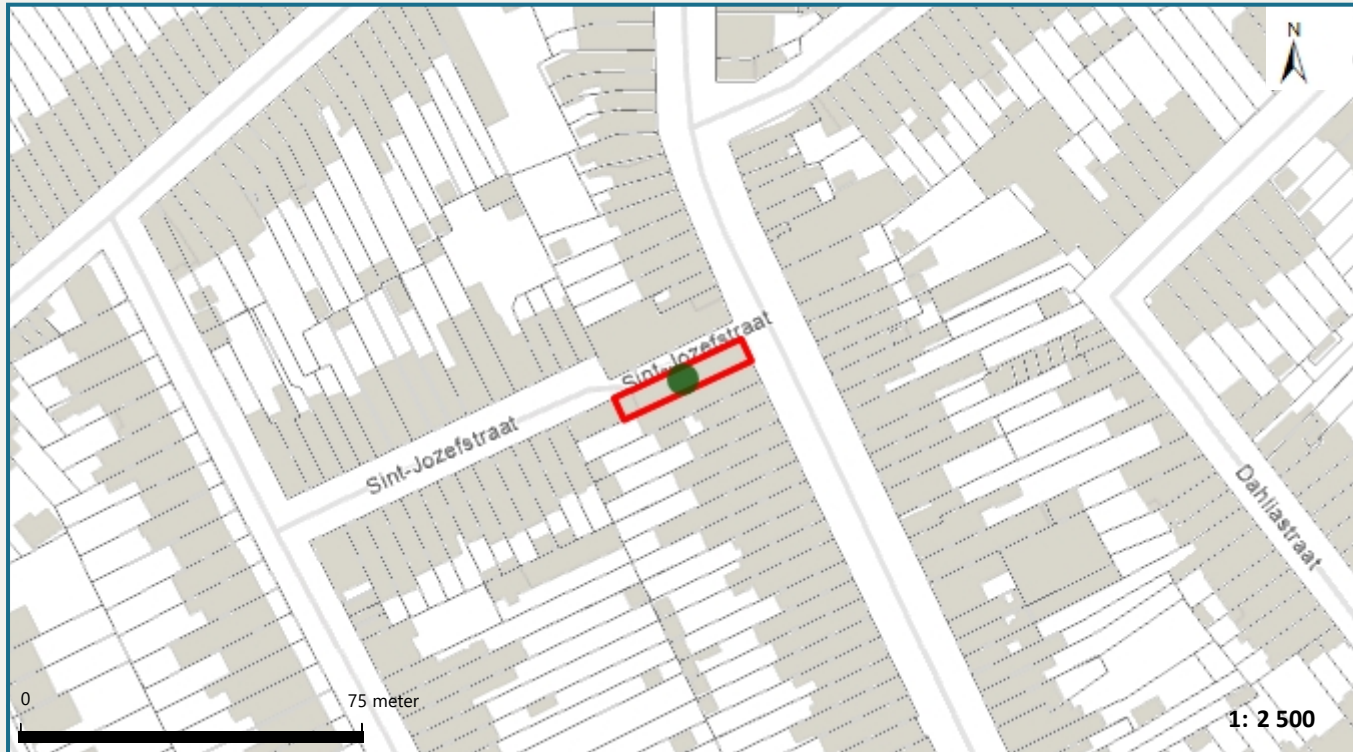 N
Sint-Jozefstraat
Sint-Jozefstraat
Dahliastraat
0
75 meter
1: 2 500